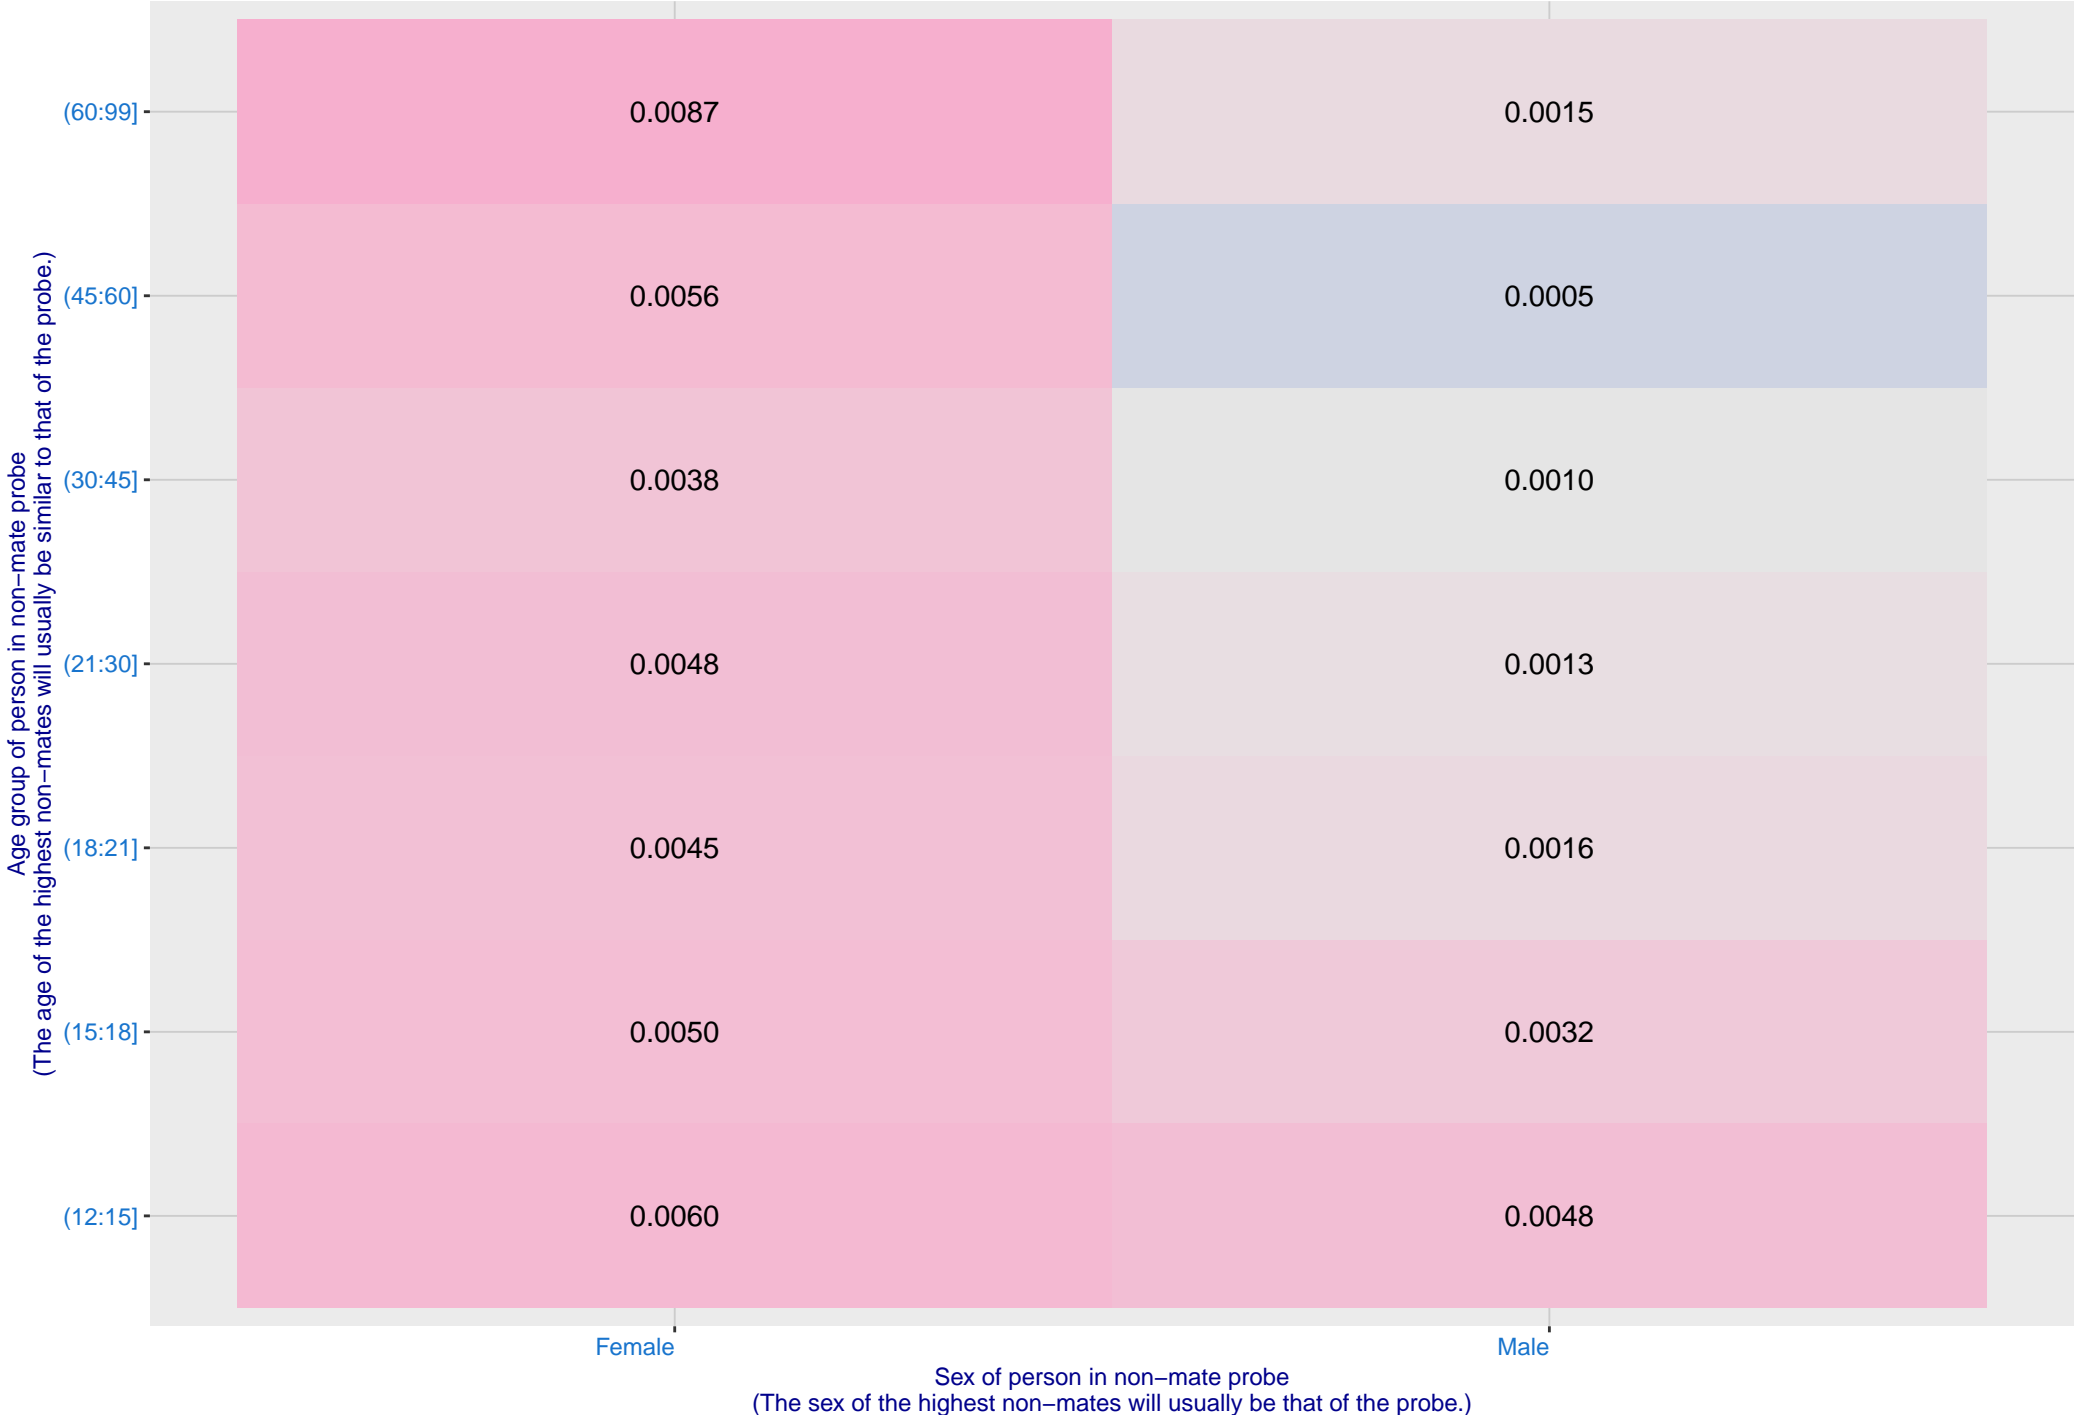 Age group of person in non−mate probe
(The age of the highest non−mates will usually be similar to that of the probe.)
(60:99] 0.0087 0.0015
(45:60] 0.0056 0.0005
(30:45] 0.0038 0.0010
(21:30] 0.0048 0.0013
(18:21] 0.0045 0.0016
(15:18] 0.0050 0.0032
(12:15] 0.0060 0.0048
Female Male
Sex of person in non−mate probe
(The sex of the highest non−mates will usually be that of the probe.)